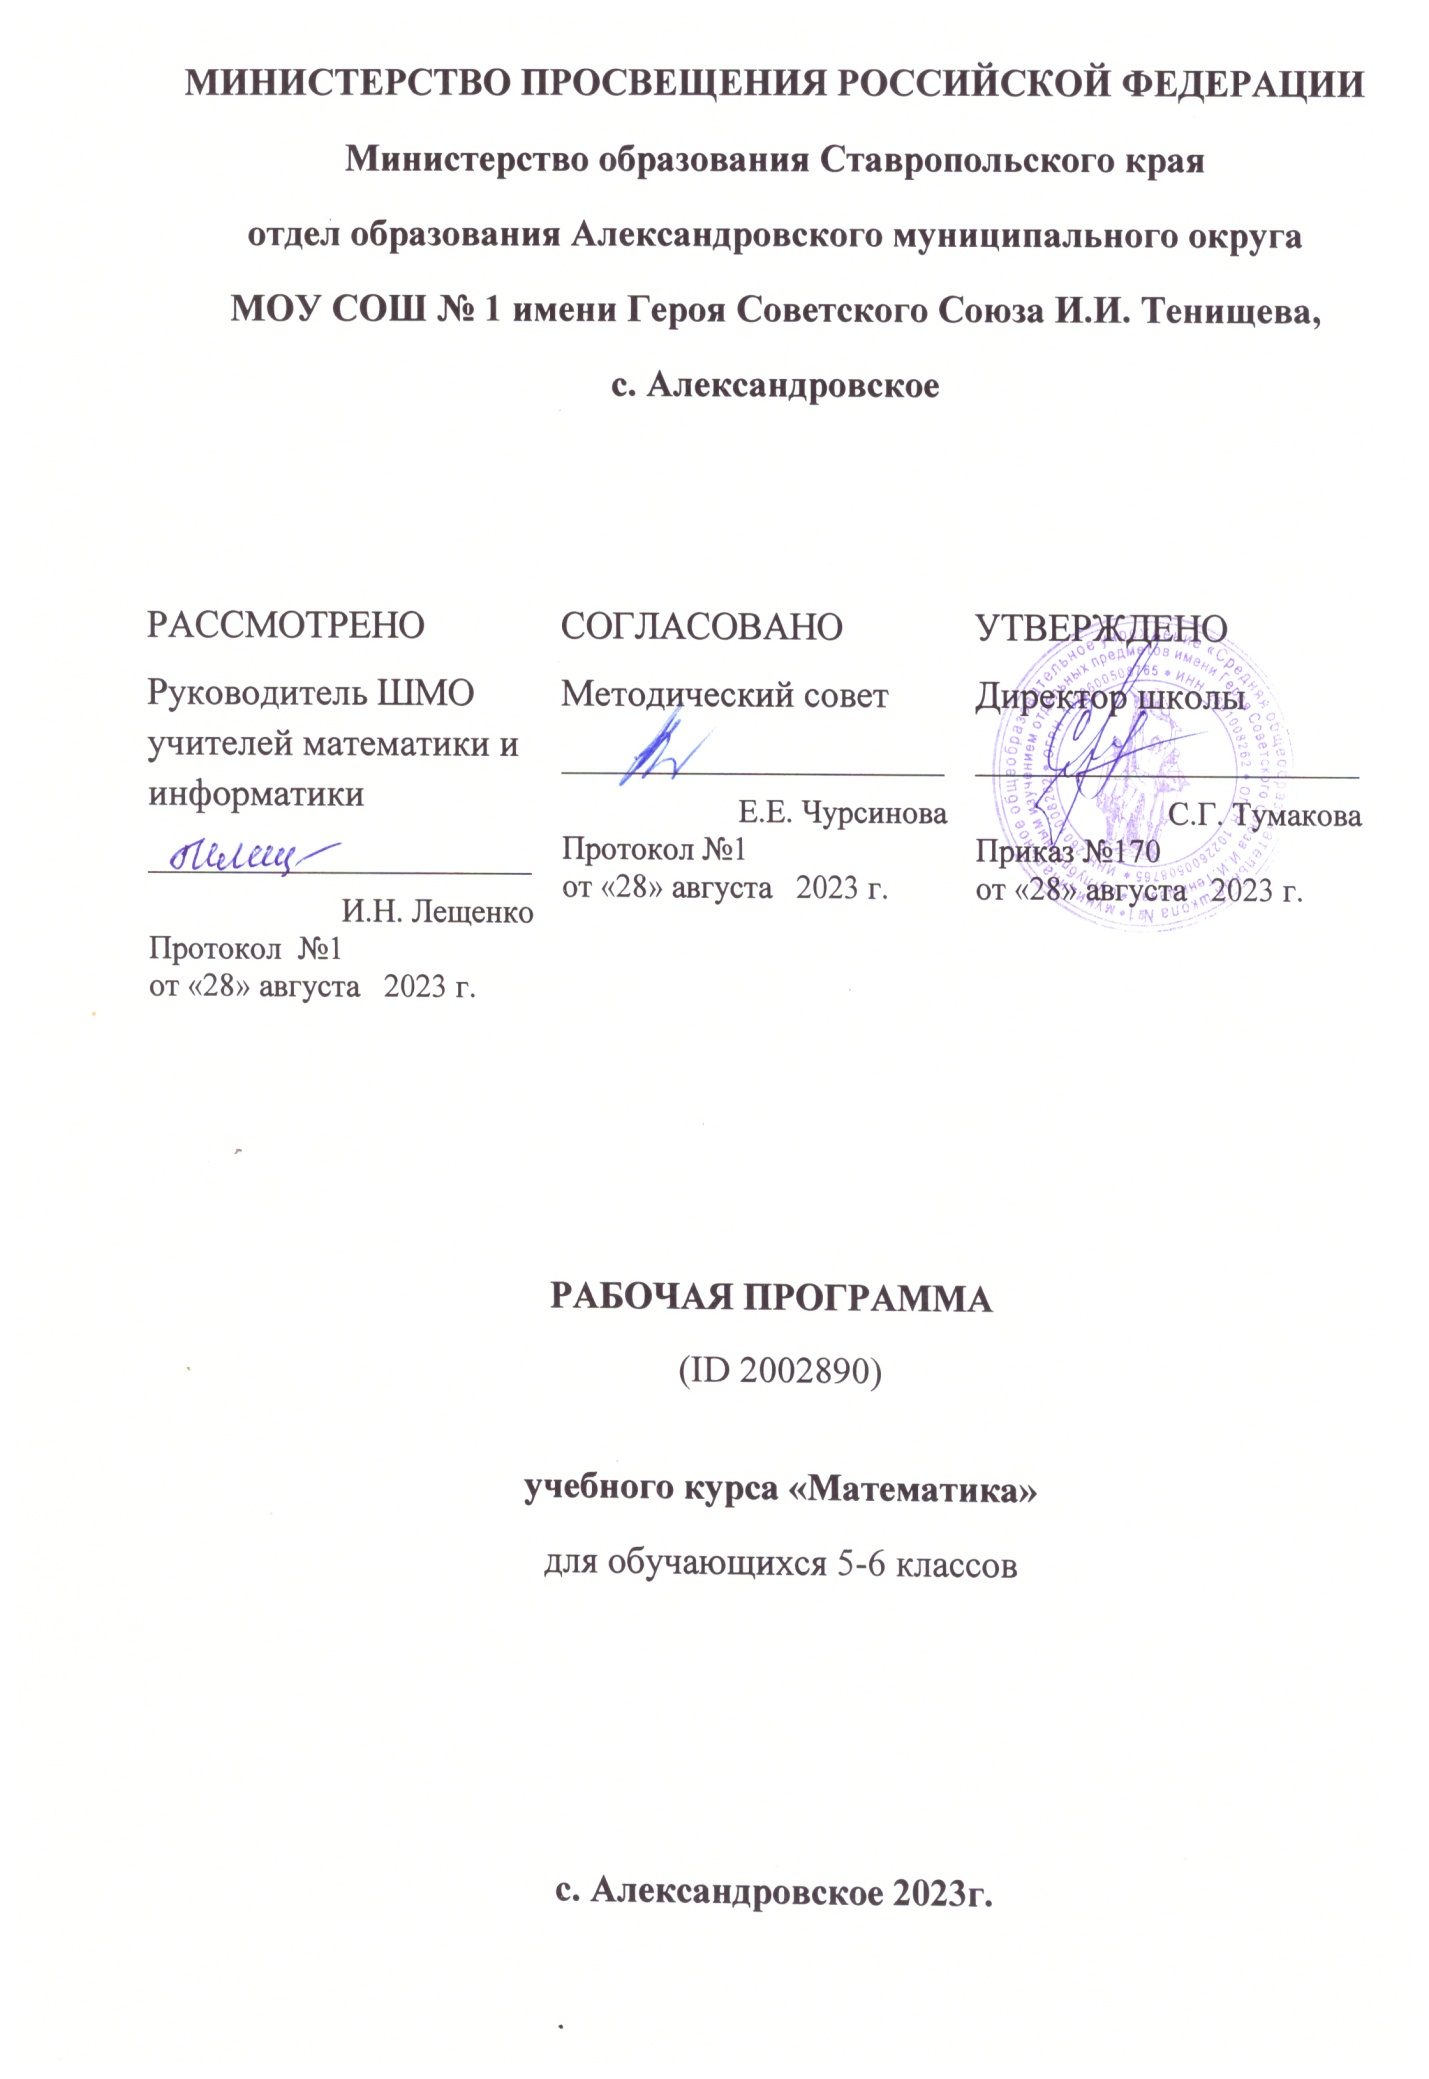 МИНИСТЕРСТВО ПРОСВЕЩЕНИЯ РОССИЙСКОЙ ФЕДЕРАЦИИ
Министерство образования Ставропольского края
отдел образования Александровского муниципального округа
МОУ СОШ № 1 имени Героя Советского Союза И.И. Тенищева,
с. Александровское
РАССМОТРЕНО
Руководитель ШМО
учителей математики и
информатики
И.Н. Лещенко
Протокол №1
от «28» августа 2023 г.
СОГЛАСОВАНО
Методический совет
Е.Е. Чурсинова
Протокол №1
от «28» августа 2023 г.
УТВЕРЖДЕНО
Директор школы
С.Г. Тумакова
Приказ №170
от «28» августа 2023 г.
РАБОЧАЯ ПРОГРАММА
(ID 2002890)
учебного курса «Математика»
для обучающихся 5-6 классов
с. Александровское 2023г.